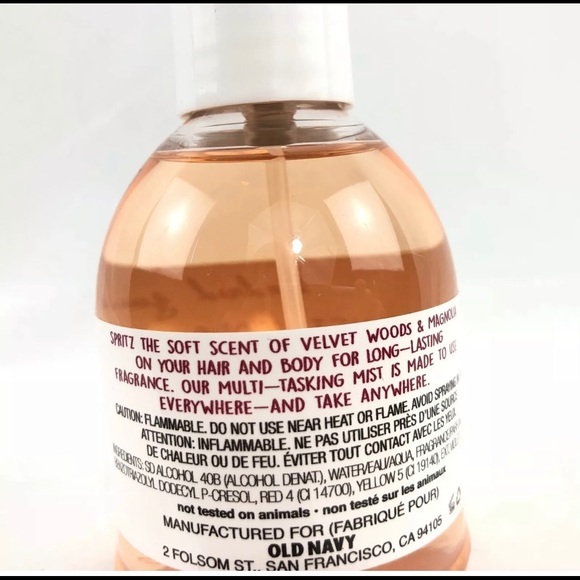 SPRITZ THE SOFT SCENT OF VELVET WOODS & MAGNOLIA
ON YOUR HAIR AND BODY FOR LONG—LASTING
FRAGRANCE. OUR MULTI—TASKING MIST IS MADE TO USE
EVERYWHERE—AND TAKE ANYWHERE.
CAUTION: FLAMMABLE. DO NOT USE NEAR HEAT OR FLAME. AVOID SPRAYING IN
ATTENTION: INFLAMMABLE. NE PAS UTILISER PRÈS D'UNE SOURCE
DE CHALEUR OU DE FEU. ÉVITER TOUT CONTACT AVEC LES YEUX.
INGREDIENTS: SD ALCOHOL 40B (ALCOHOL DENAT.), WATER/EAU/AQUA, FRAGRANCE
BENZOTRIAZOLYL DODECYL P-CRESOL, RED 4 (CI 14700), YELLOW 5 (CI 19140), EXT.
not tested on animals • non testé sur les animaux
MANUFACTURED FOR (FABRIQUÉ POUR)
OLD NAVY
2 FOLSOM ST., SAN FRANCISCO, CA 94105